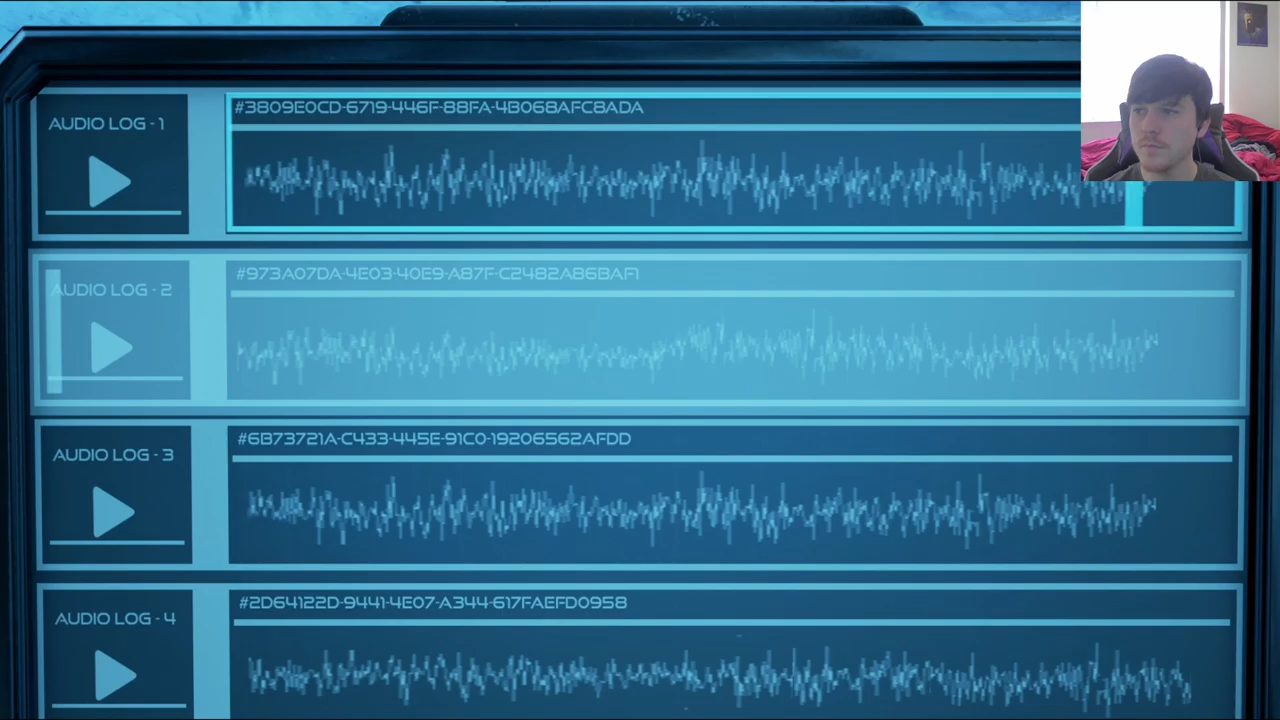 #3809E0CD-6719-446F-88FA-4B068AFC8ADA
AUDIO LOG - 1
#973A07DA-4E03-40E9-A87F-C2482A86BAF1
AUDIO LOG - 2
#6B73721A-C433-445E-91C0-19206562AFDD
AUDIO LOG - 3
#2D64122D-9441-4E07-A344-617FAEFD0958
AUDIO LOG - 4